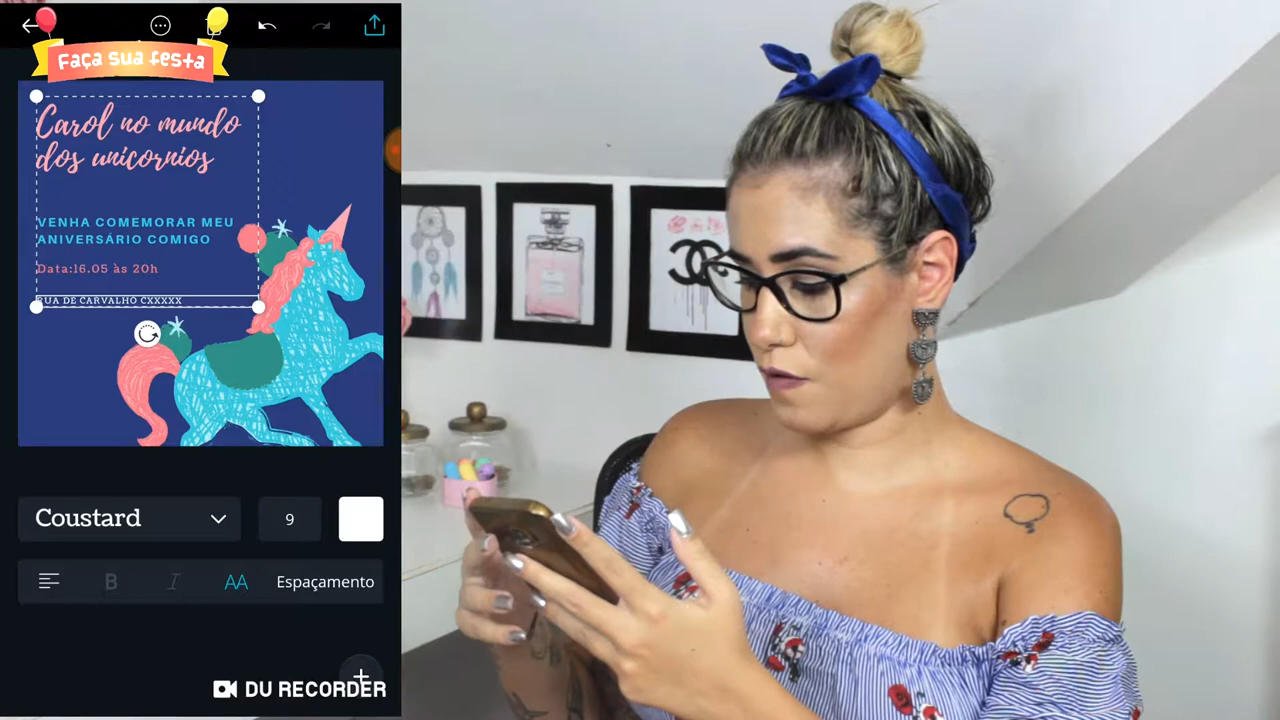 Faça sua festa
Carol no mundo
dos unicornios
VENHA COMEMORAR MEU
ANIVERSÁRIO COMIGO
Data:16.05 às 20h
RUA DE CARVALHO CXXXXX
Coustard
9
B I AA Espaçamento
DU RECORDER